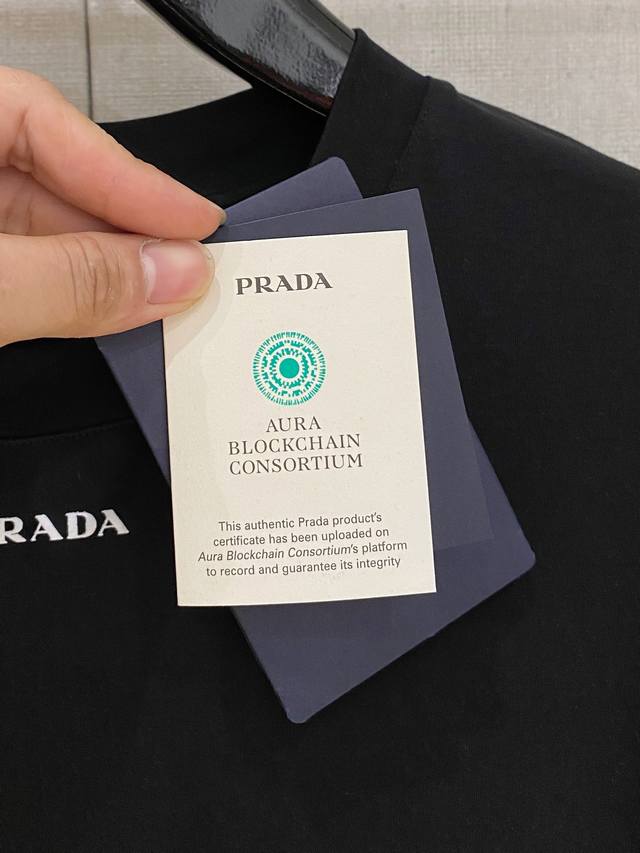 PRADA
AURA
BLOCKCHAIN
CONSORTIUM
This authentic Prada product's
certificate has been uploaded on
Aura Blockchain Consortium's platform
to record and guarantee its integrity
RADA